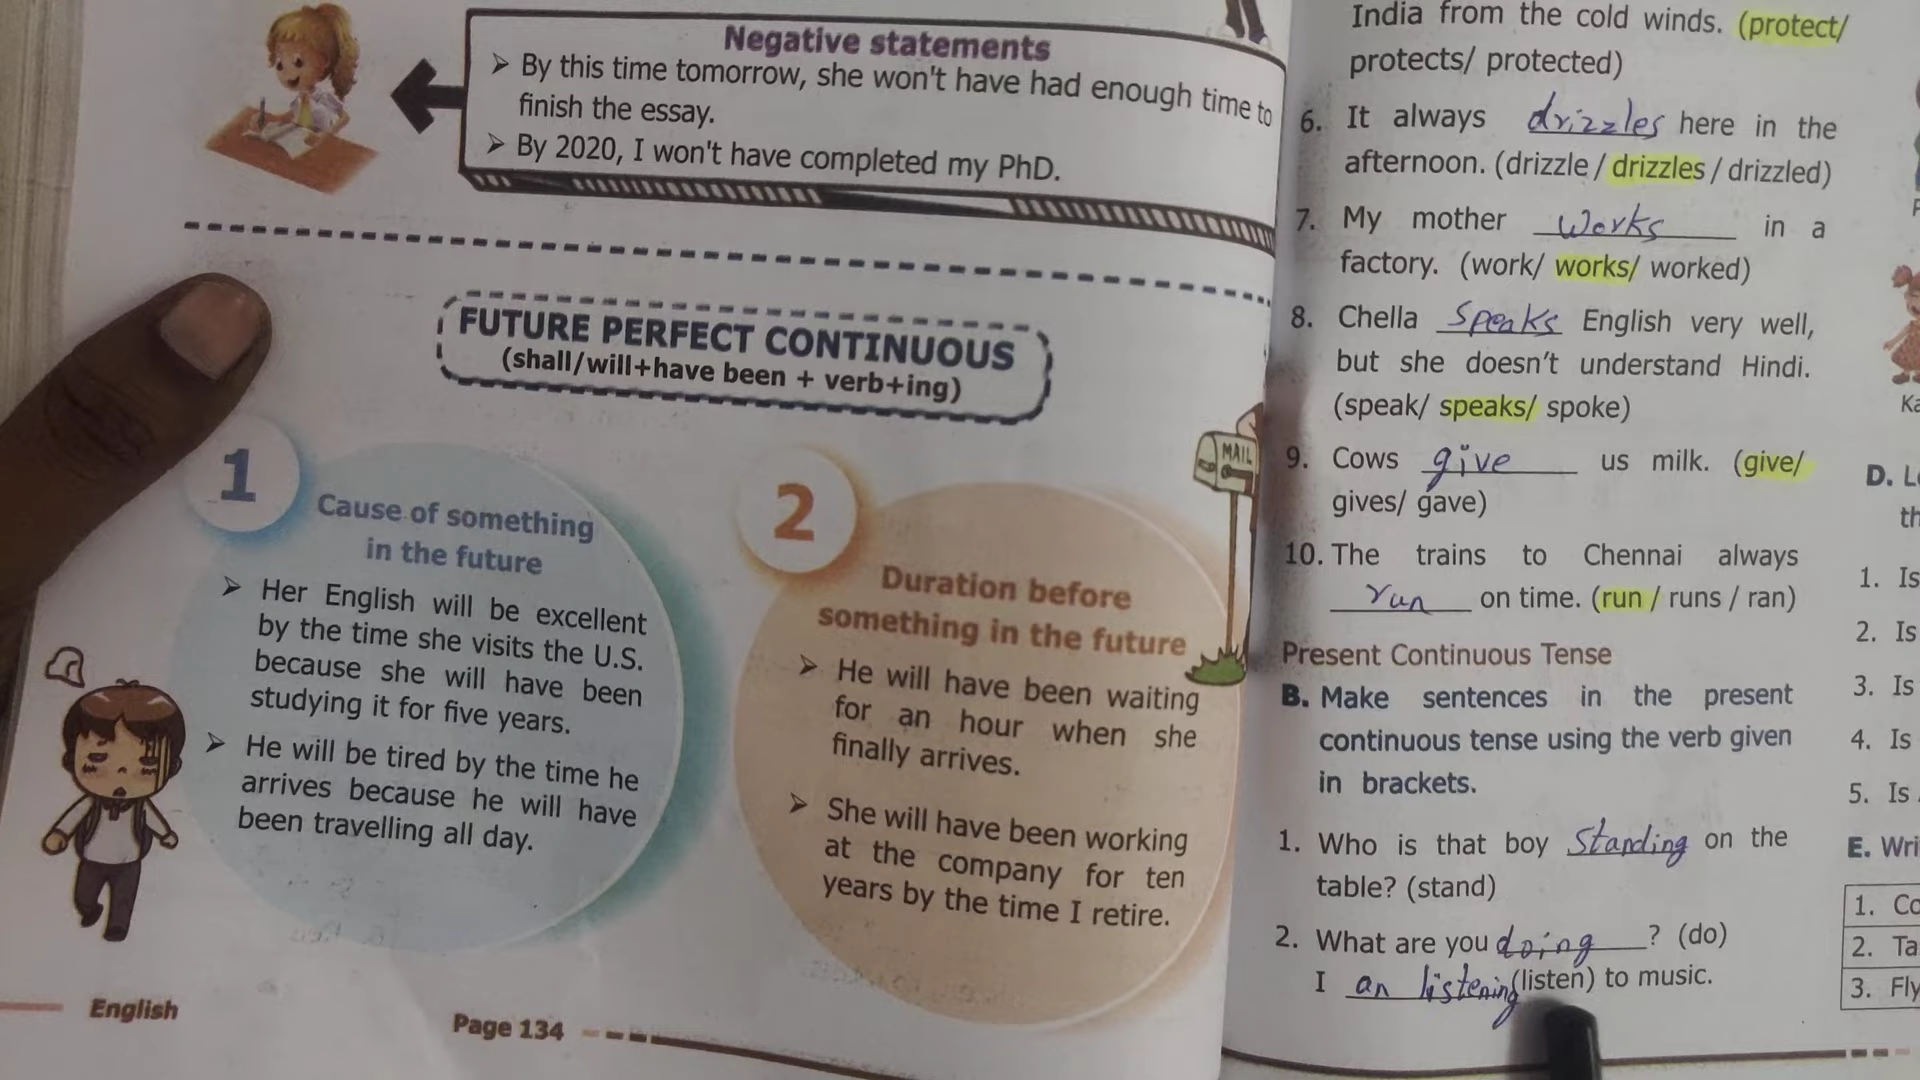 Negative statements
➢ By this time tomorrow, she won't have had enough time to
finish the essay.
➢ By 2020, I won't have completed my PhD.
FUTURE PERFECT CONTINUOUS
(shall/will+have been + verb+ing)
1
Cause of something
in the future
➢ Her English will be excellent
by the time she visits the U.S.
because she will have been
studying it for five years.
➢ He will be tired by the time he
arrives because he will have
been travelling all day.
2
Duration before
something in the future
➢ He will have been waiting
for an hour when she
finally arrives.
➢ She will have been working
at the company for ten
years by the time I retire.
MAIL
English
Page 134
India from the cold winds. (protect/
protects/ protected)
6. It always drizzles here in the
afternoon. (drizzle / drizzles / drizzled)
7. My mother works in a
factory. (work/ works/ worked)
8. Chella speaks English very well,
but she doesn't understand Hindi.
(speak/ speaks/ spoke)
9. Cows give us milk. (give/
gives/ gave)
10. The trains to Chennai always
run on time. (run / runs / ran)
Present Continuous Tense
B. Make sentences in the present
continuous tense using the verb given
in brackets.
1. Who is that boy standing on the
table? (stand)
2. What are you doing ? (do)
I an listening (listen) to music.
D.
1. Is
2. Is
3. Is
4. Is
5. Is
E.
1.
2.
3.